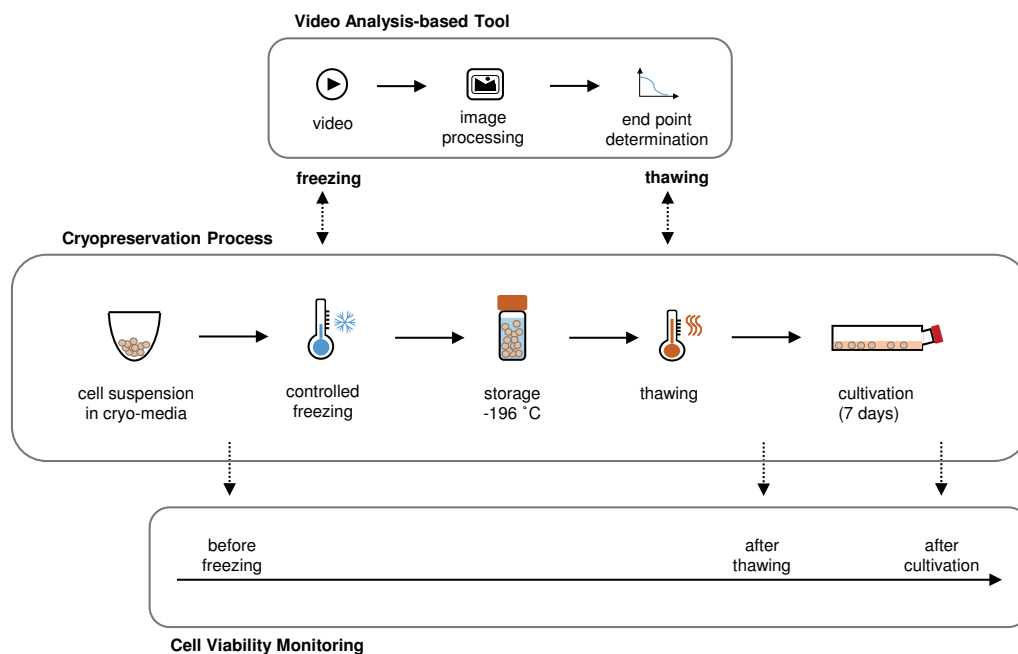 Video Analysis-based Tool
video
image
processing
end point
determination
freezing
thawing
Cryopreservation Process
cell suspension
in cryo-media
controlled
freezing
storage
-196 ˚C
thawing
cultivation
(7 days)
before
freezing
after
thawing
after
cultivation
Cell Viability Monitoring